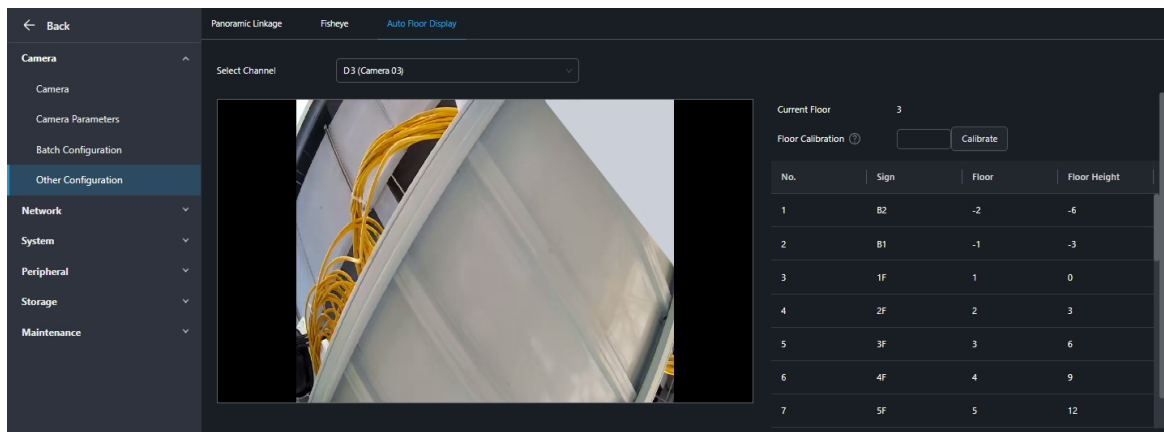 Back
Panoramic Linkage Fisheye Auto Floor Display
Camera
Camera
Camera Parameters
Batch Configuration
Other Configuration
Network
System
Peripheral
Storage
Maintenance
Select Channel D3 (Camera 03)
Current Floor 3
Floor Calibration ? Calibrate
No. Sign Floor Floor Height
1 B2 -2 -6
2 B1 -1 -3
3 1F 1 0
4 2F 2 3
5 3F 3 6
6 4F 4 9
7 5F 5 12